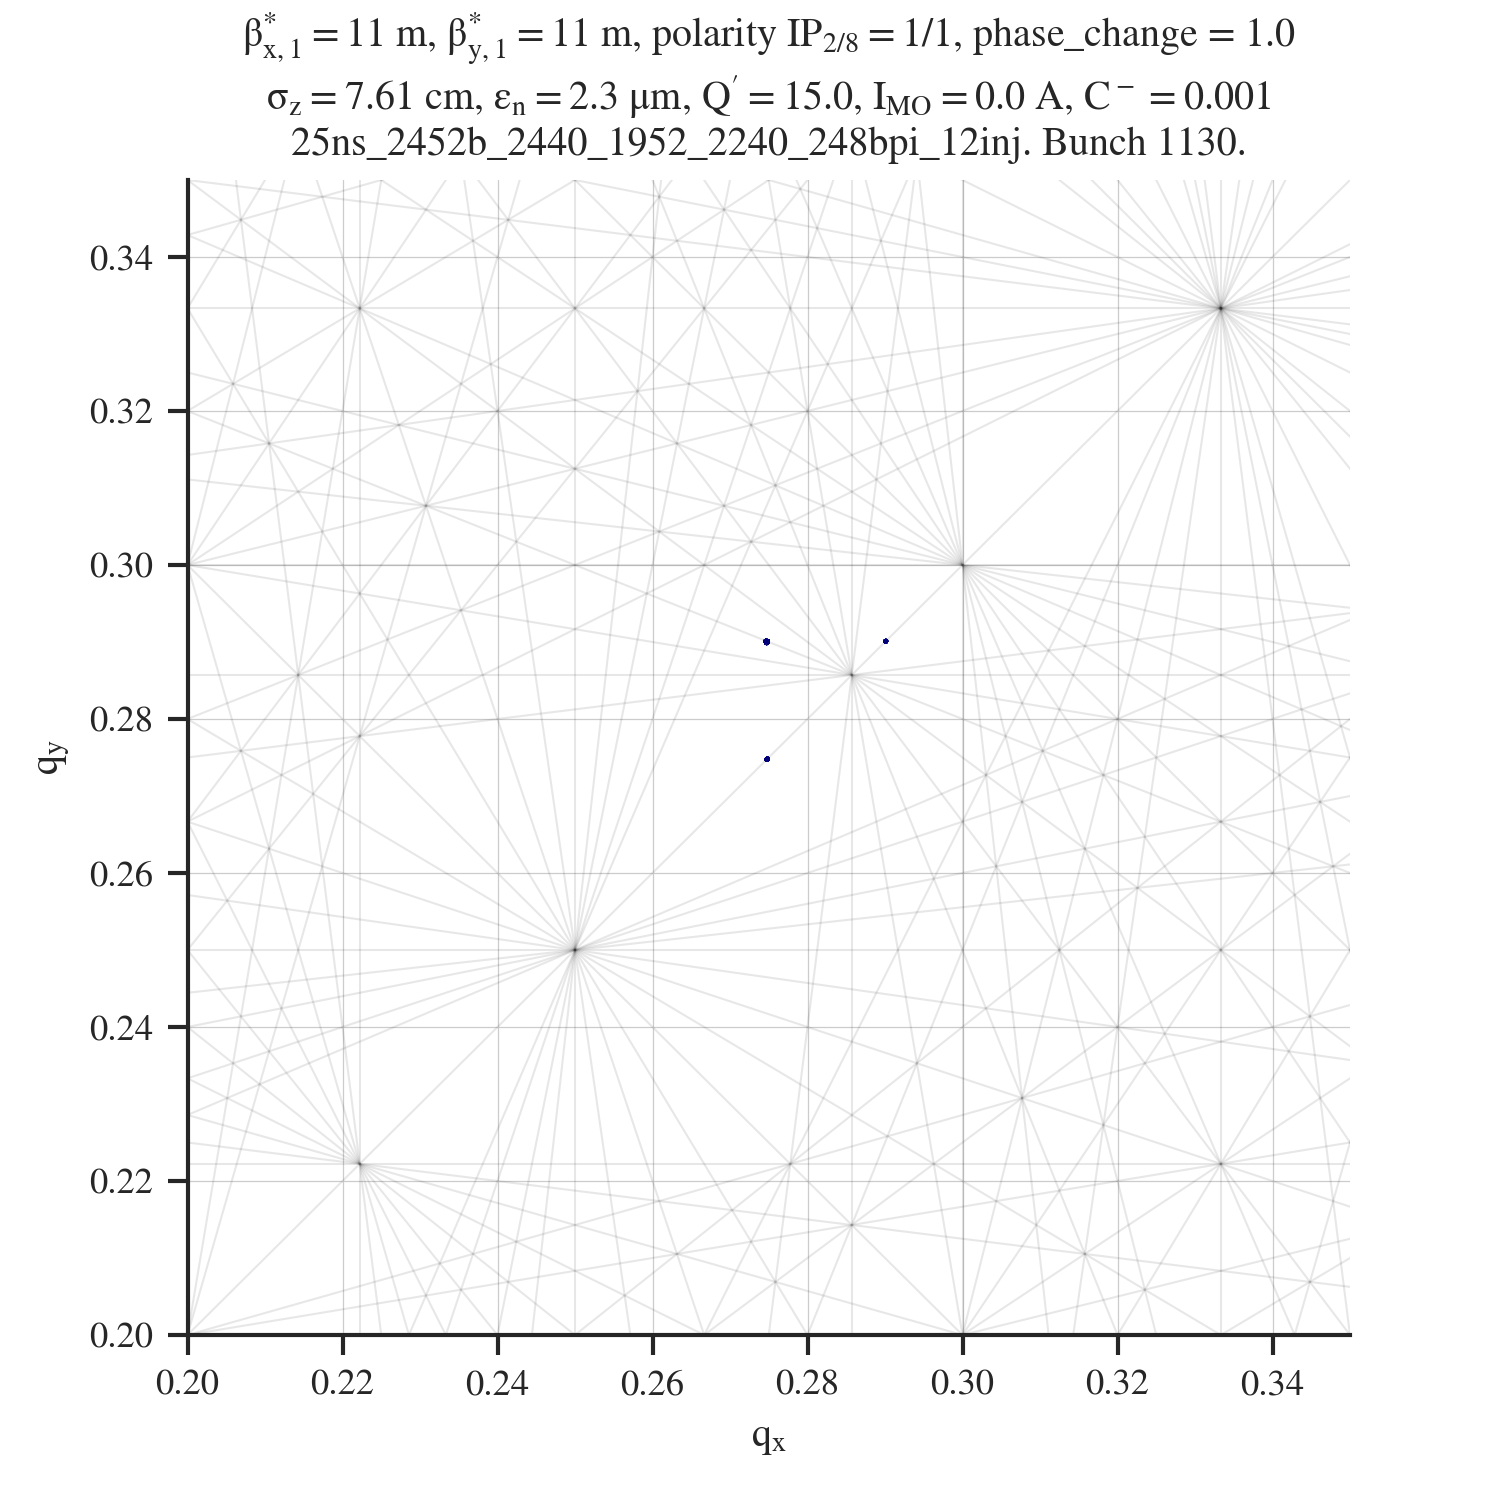 β*x, 1 = 11 m, β*y, 1 = 11 m, polarity IP2/8 = 1/1, phase_change = 1.0
σz = 7.61 cm, εn = 2.3 μm, Q′ = 15.0, IMO = 0.0 A, C− = 0.001
25ns_2452b_2440_1952_2240_248bpi_12inj. Bunch 1130.
0.34
0.32
0.30
0.28
0.26
0.24
0.22
0.20
qy
0.20 0.22 0.24 0.26 0.28 0.30 0.32 0.34
qx